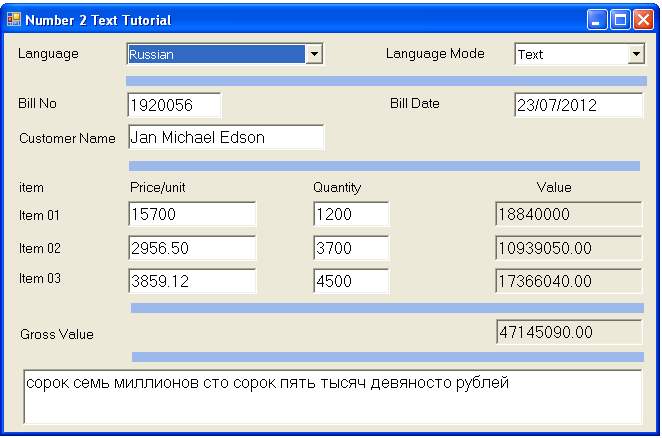 Number 2 Text Tutorial
Language Russian Language Mode Text
Bill No 1920056 Bill Date 23/07/2012
Customer Name Jan Michael Edson
item Price/unit Quantity Value
Item 01 15700 1200 18840000
Item 02 2956.50 3700 10939050.00
Item 03 3859.12 4500 17366040.00
Gross Value 47145090.00
сорок семь миллионов сто сорок пять тысяч девяносто рублей